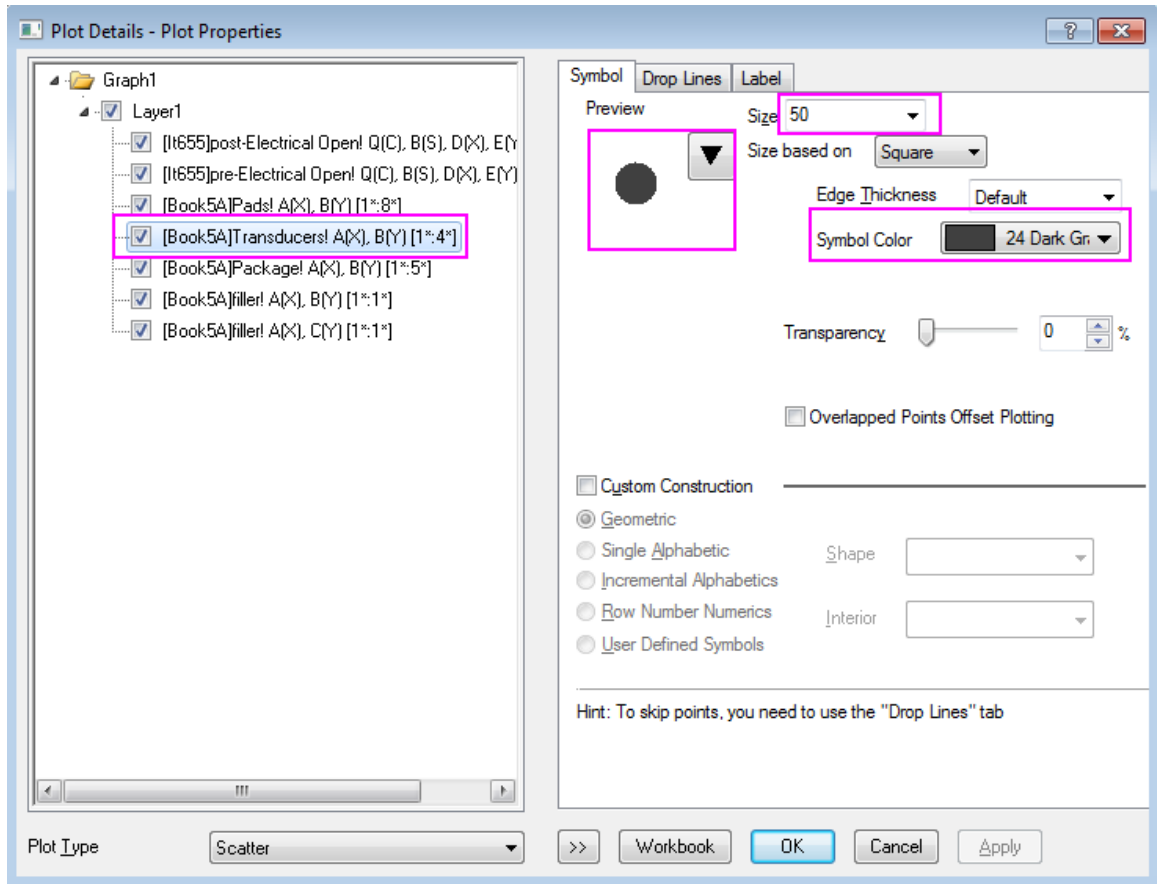 Plot Details - Plot Properties
Graph1
Layer1
[lt655]post-Electrical Open! Q(C), B(S), D(X), E(Y
[lt655]pre-Electrical Open! Q(C), B(S), D(X), E(Y)
[Book5A]Pads! A(X), B(Y) [1*:8*]
[Book5A]Transducers! A(X), B(Y) [1*:4*]
[Book5A]Package! A(X), B(Y) [1*:5*]
[Book5A]filler! A(X), B(Y) [1*:1*]
[Book5A]filler! A(X), C(Y) [1*:1*]
Plot Type Scatter
Symbol Drop Lines Label
Preview
Size 50
Size based on Square
Edge Thickness Default
Symbol Color 24 Dark Gr
Transparency 0 %
Overlapped Points Offset Plotting
Custom Construction
Geometric
Single Alphabetic
Incremental Alphabetics
Row Number Numerics
User Defined Symbols
Shape
Interior
Hint: To skip points, you need to use the "Drop Lines" tab
>> Workbook OK Cancel Apply